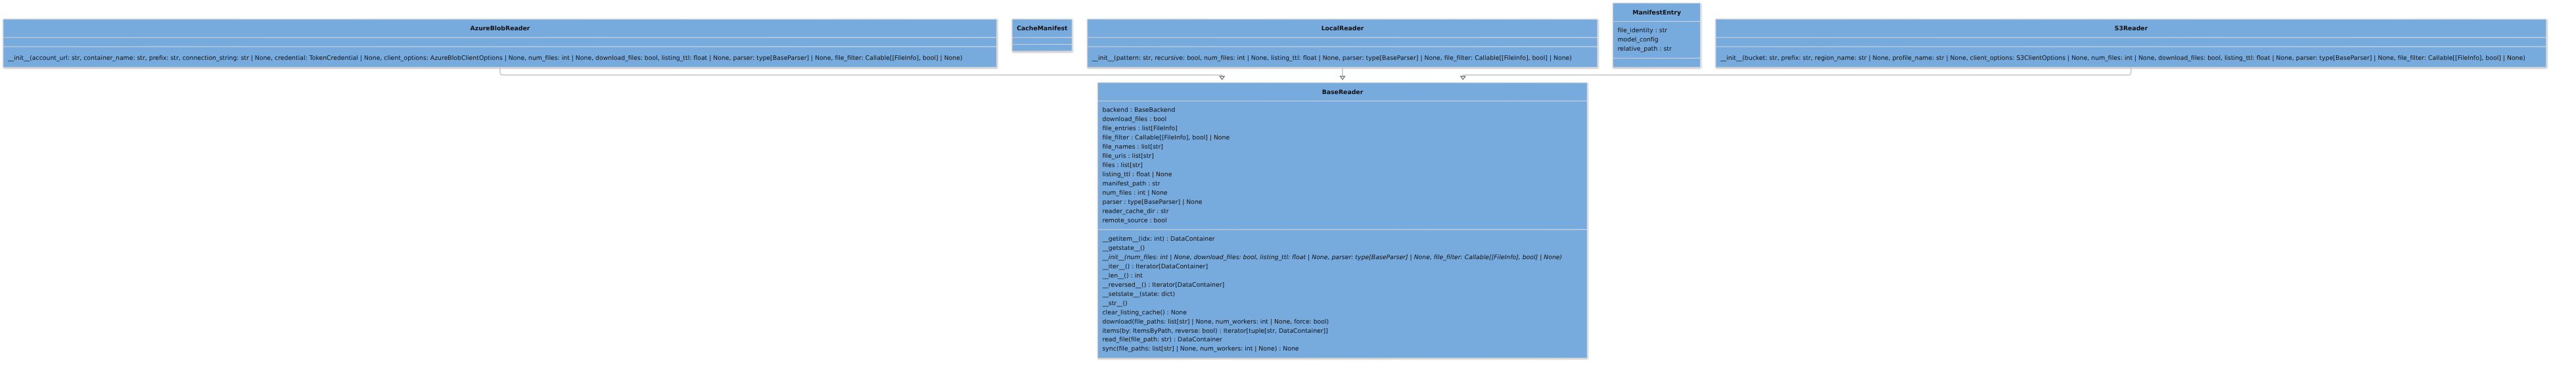 AzureBlobReader
__init__(account_url: str, container_name: str, prefix: str, connection_string: str | None, credential: TokenCredential | None, client_options: AzureBlobClientOptions | None, num_files: int | None, download_files: bool, listing_ttl: float | None, parser: type[BaseParser] | None, file_filter: Callable[[FileInfo], bool] | None)
CacheManifest
LocalReader
__init__(pattern: str, recursive: bool, num_files: int | None, listing_ttl: float | None, parser: type[BaseParser] | None, file_filter: Callable[[FileInfo], bool] | None)
ManifestEntry
file_identity : str
model_config
relative_path : str
S3Reader
__init__(bucket: str, prefix: str, region_name: str | None, profile_name: str | None, client_options: S3ClientOptions | None, num_files: int | None, download_files: bool, listing_ttl: float | None, parser: type[BaseParser] | None, file_filter: Callable[[FileInfo], bool] | None)
BaseReader
backend : BaseBackend
download_files : bool
file_entries : list[FileInfo]
file_filter : Callable[[FileInfo], bool] | None
file_names : list[str]
file_uris : list[str]
files : list[str]
listing_ttl : float | None
manifest_path : str
num_files : int | None
parser : type[BaseParser] | None
reader_cache_dir : str
remote_source : bool
__getitem__(idx: int) : DataContainer
__getstate__()
__init__(num_files: int | None, download_files: bool, listing_ttl: float | None, parser: type[BaseParser] | None, file_filter: Callable[[FileInfo], bool] | None)
__iter__() : Iterator[DataContainer]
__len__() : int
__reversed__() : Iterator[DataContainer]
__setstate__(state: dict)
__str__()
clear_listing_cache() : None
download(file_paths: list[str] | None, num_workers: int | None, force: bool)
items(by: ItemsByPath, reverse: bool) : Iterator[tuple[str, DataContainer]]
read_file(file_path: str) : DataContainer
sync(file_paths: list[str] | None, num_workers: int | None) : None